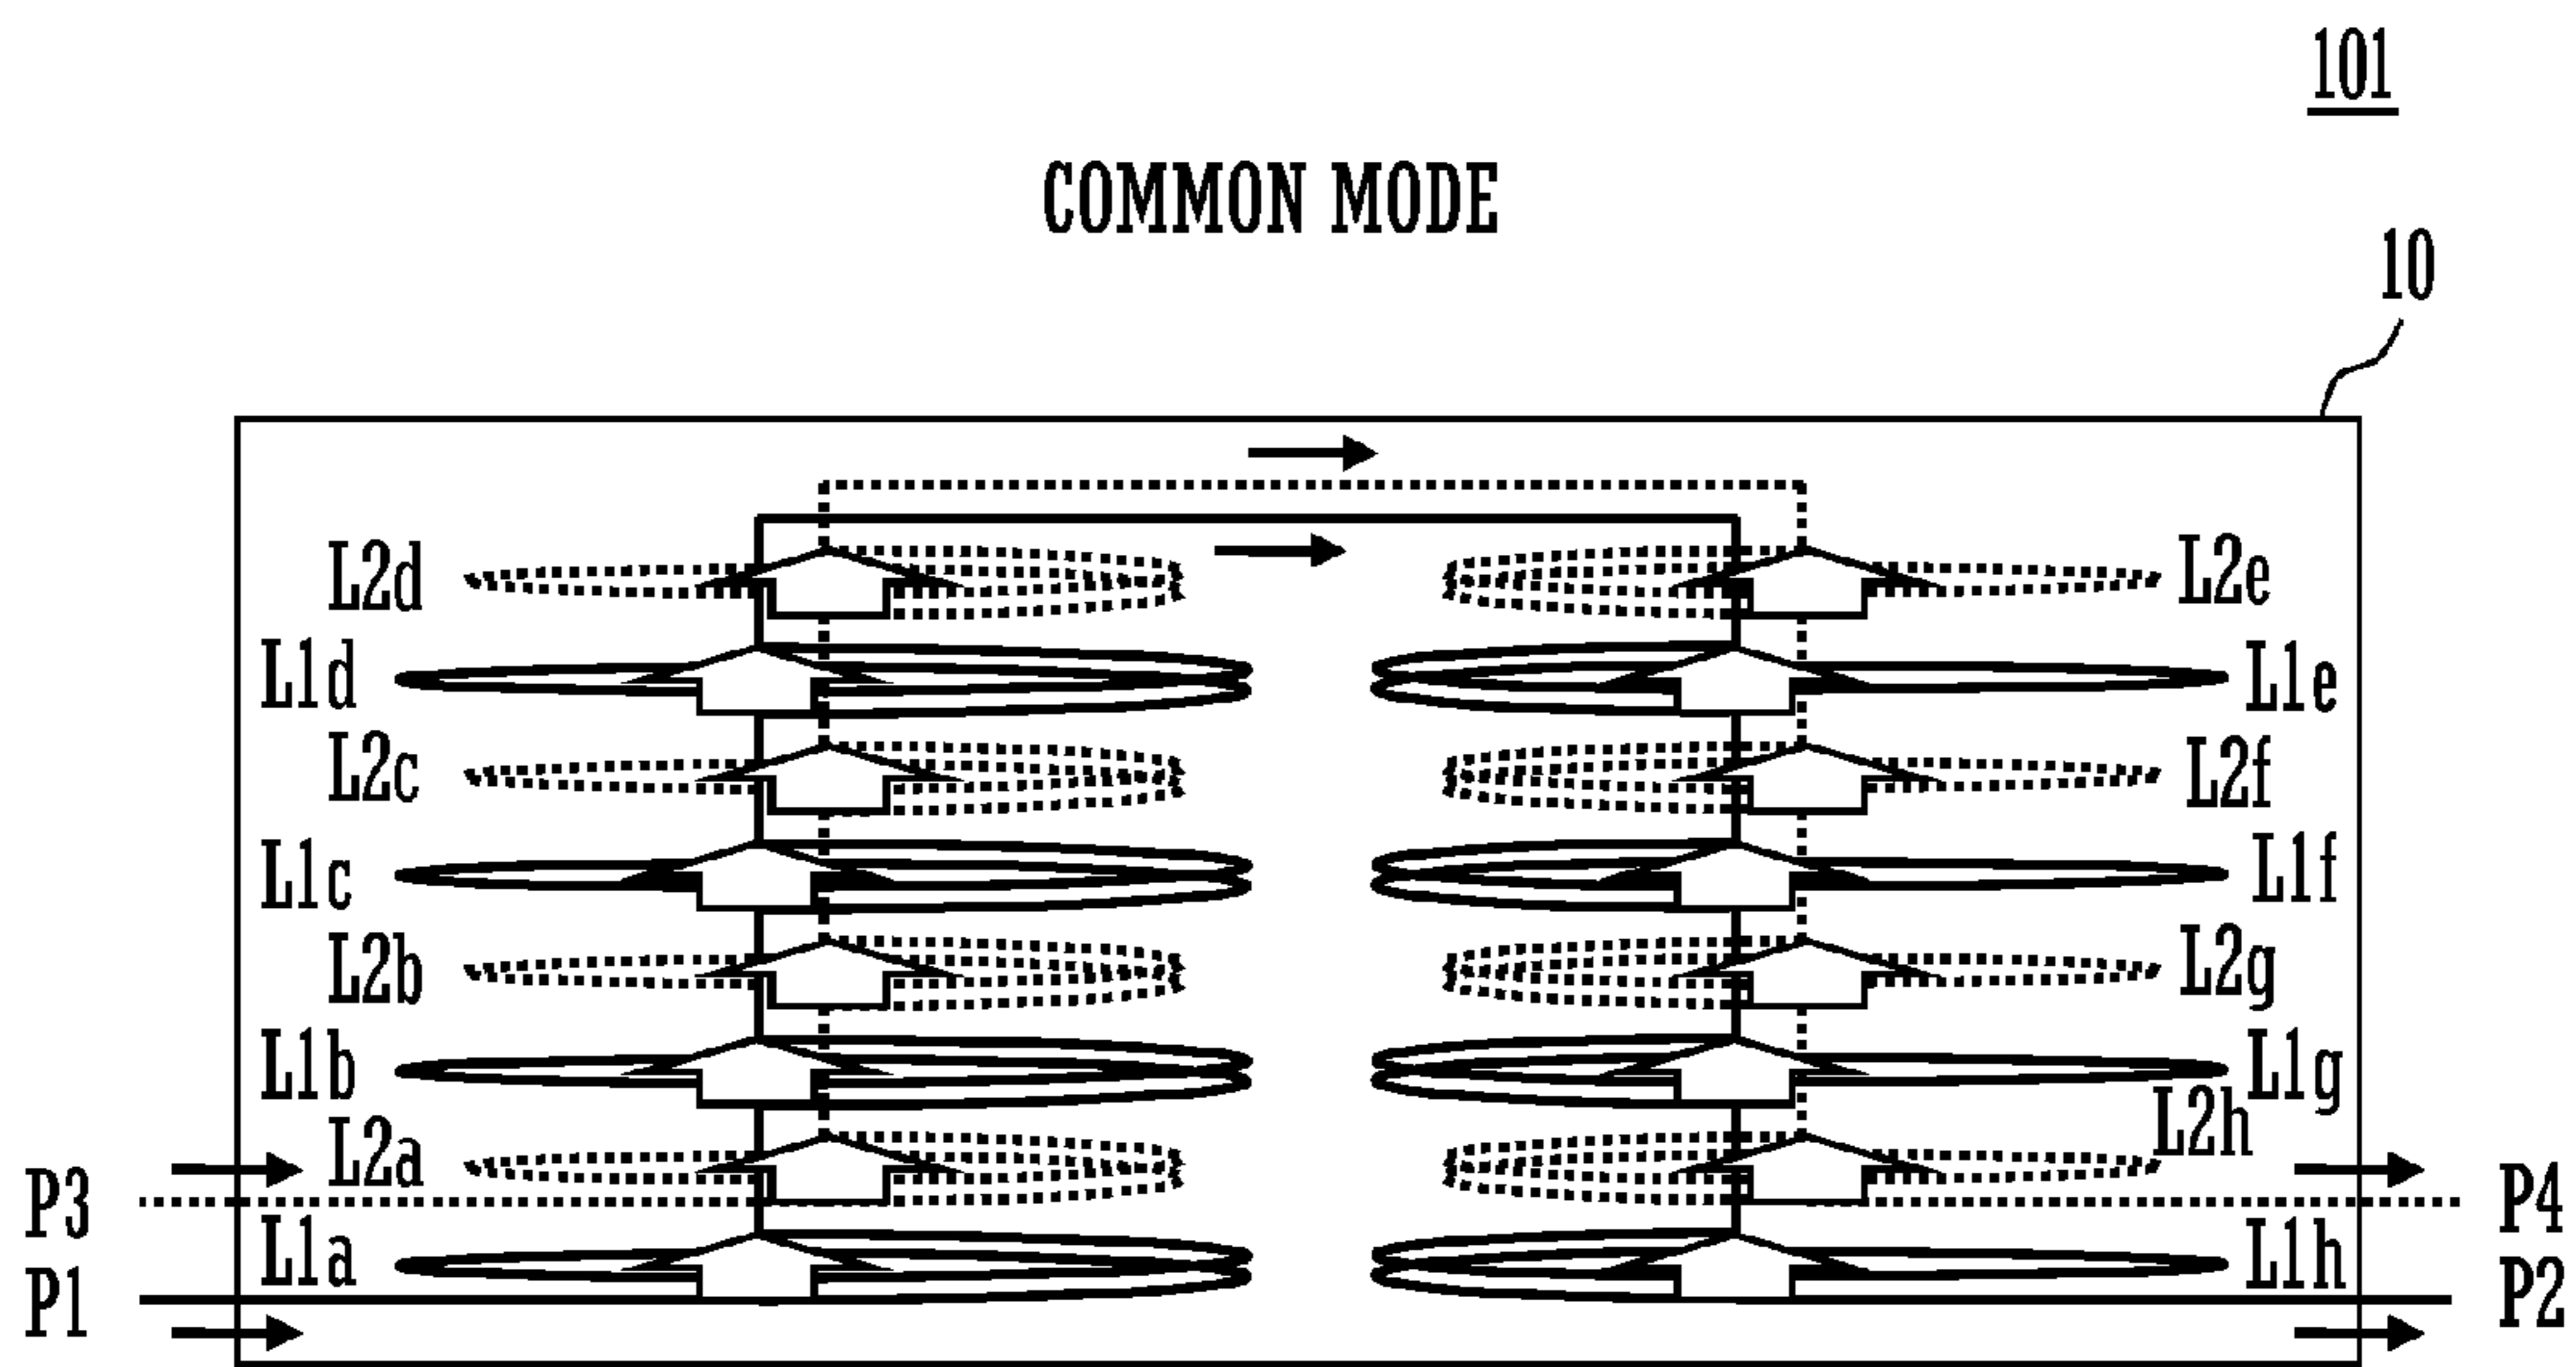 101
COMMON MODE
10
L2d
L2e
L1d
L1e
L2c
L2f
L1c
L1f
L2b
L2g
L1b
L1g
L2a
L2h
P3
P4
L1a
L1h
P1
P2